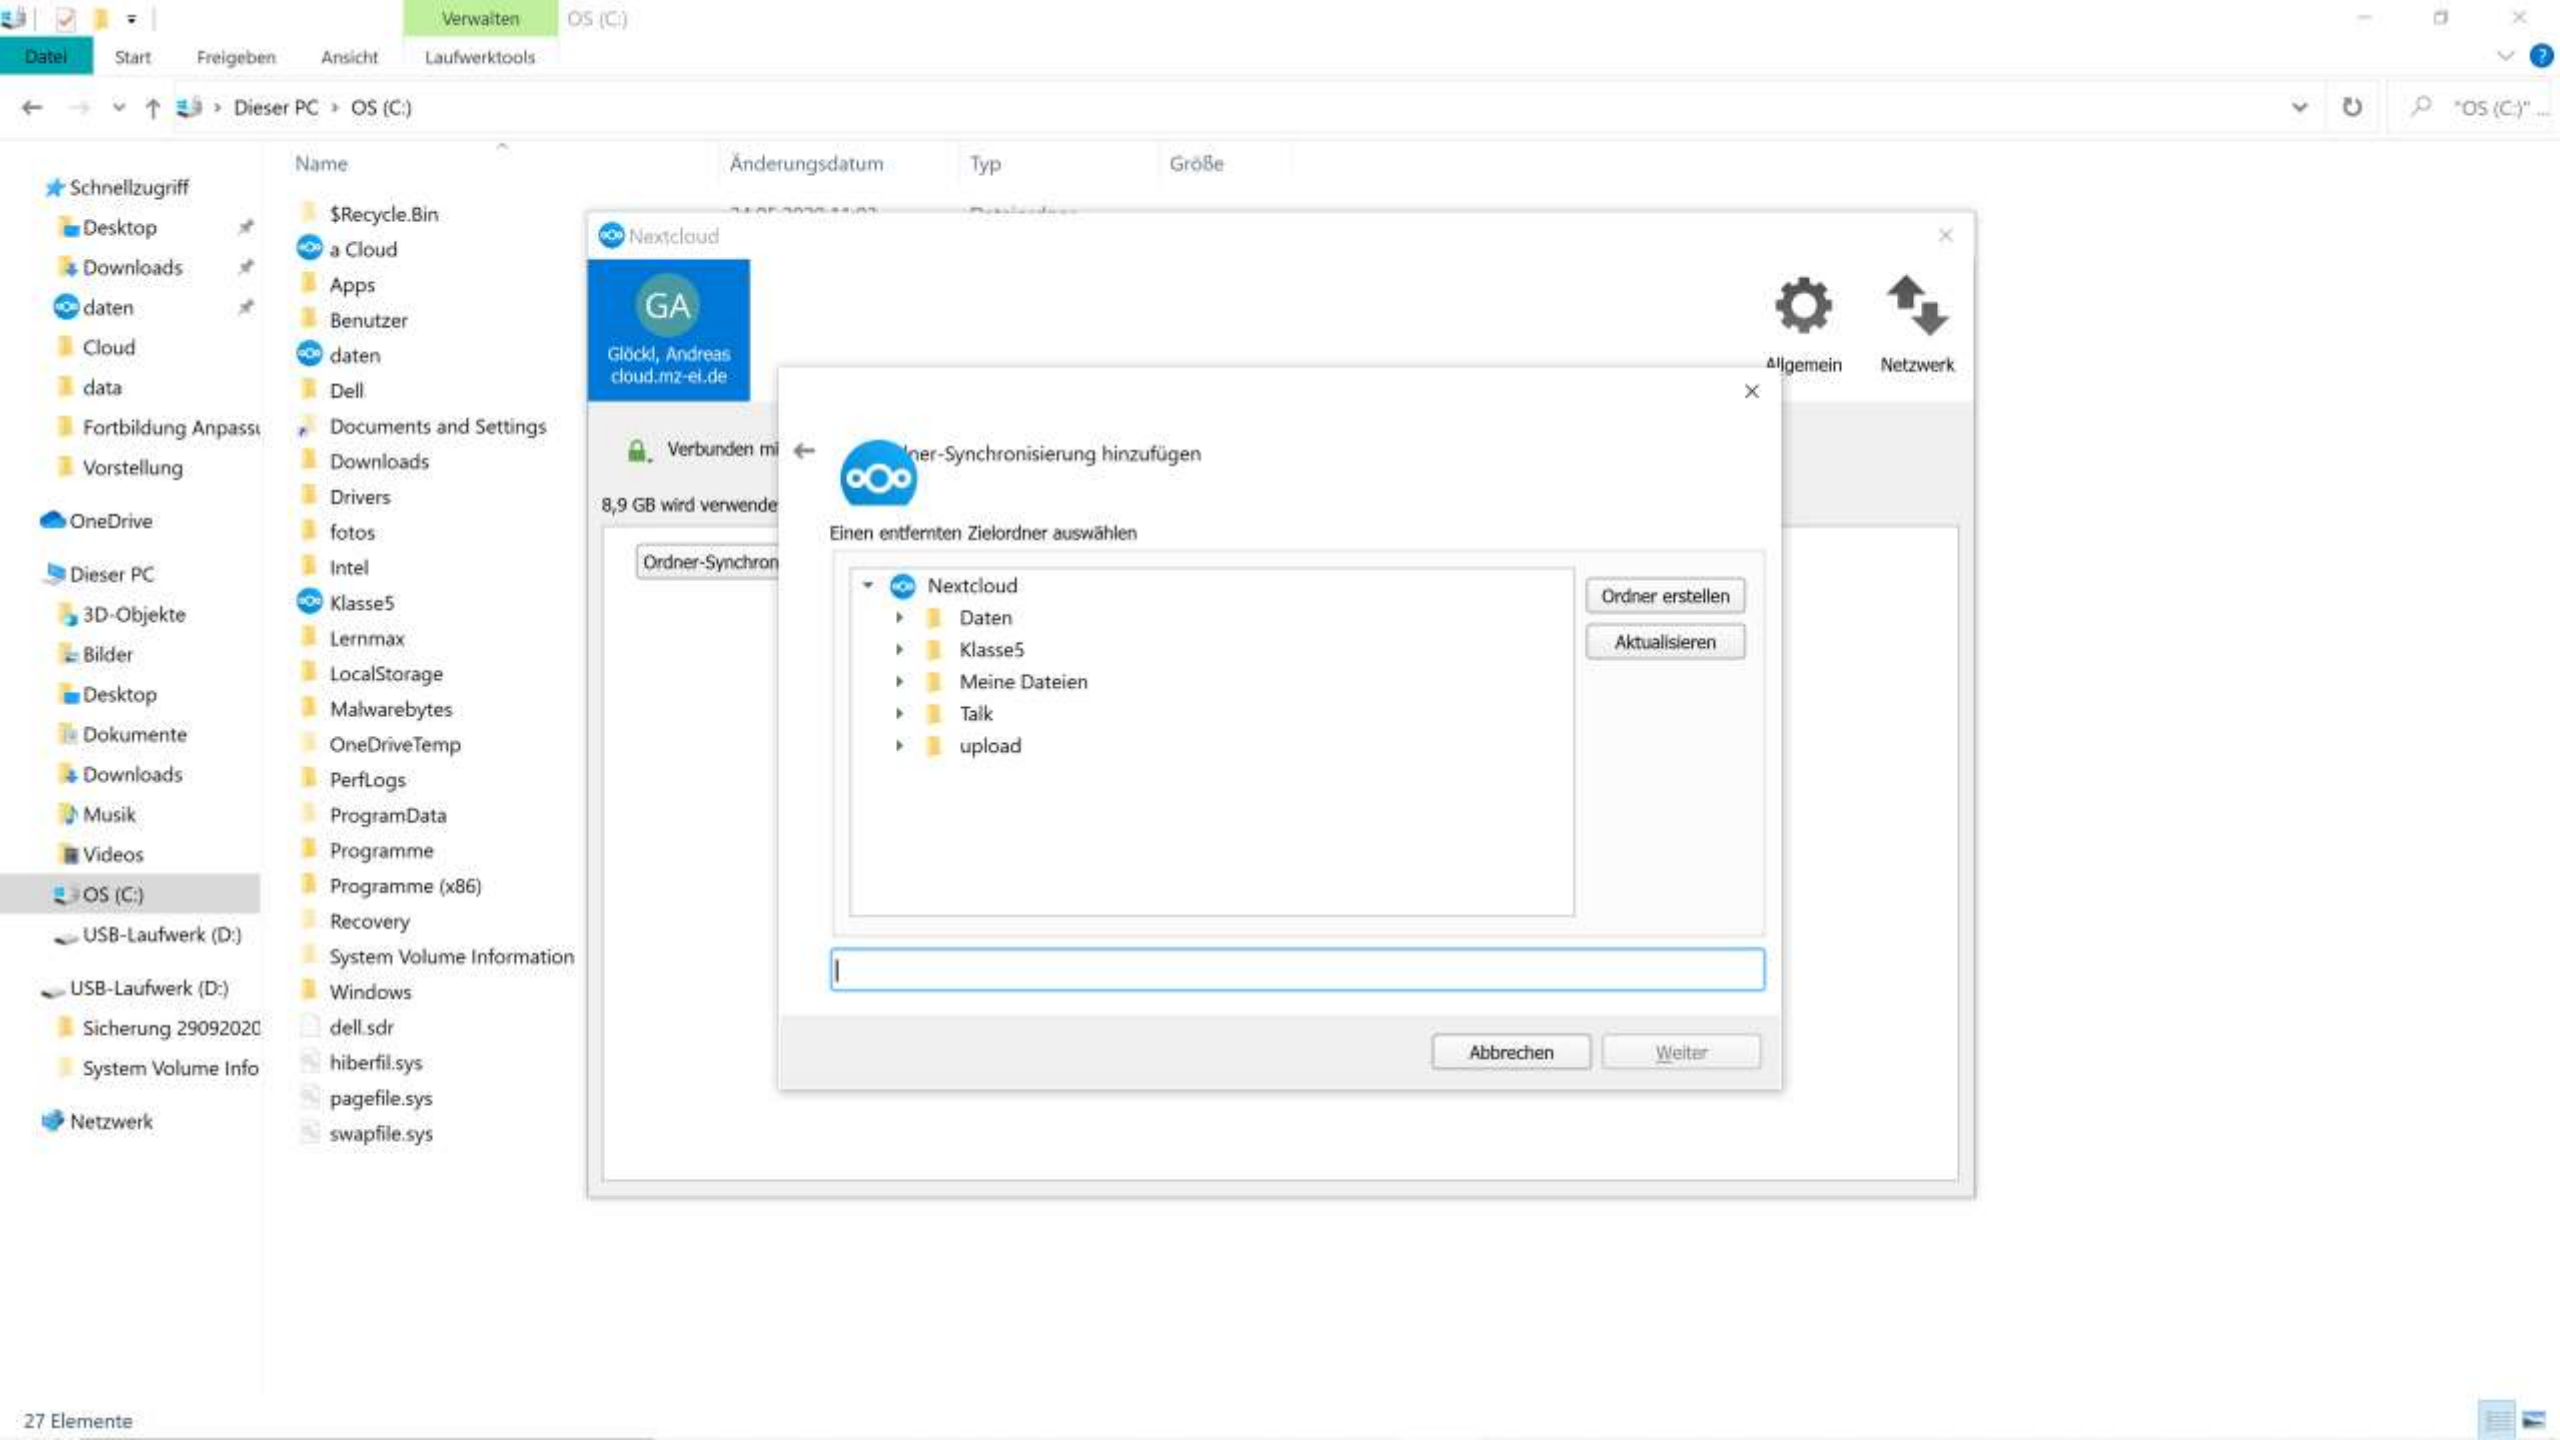 Verwalten OS (C:)
Datei Start Freigeben Ansicht Laufwerktools
Dieser PC > OS (C:)
"OS (C:)" ...
Name Änderungsdatum Typ Größe
Schnellzugriff
Desktop
Downloads
daten
Cloud
data
Fortbildung Anpassu
Vorstellung
OneDrive
Dieser PC
3D-Objekte
Bilder
Desktop
Dokumente
Downloads
Musik
Videos
OS (C:)
USB-Laufwerk (D:)
USB-Laufwerk (D:)
Sicherung 29092020
System Volume Info
Netzwerk
$Recycle.Bin
a Cloud
Apps
Benutzer
daten
Dell
Documents and Settings
Downloads
Drivers
fotos
Intel
Klasse5
Lernmax
LocalStorage
Malwarebytes
OneDriveTemp
PerfLogs
ProgramData
Programme
Programme (x86)
Recovery
System Volume Information
Windows
dell.sdr
hiberfil.sys
pagefile.sys
swapfile.sys
Nextcloud
GA
Glöckl, Andreas
cloud.mz-ei.de
Allgemein Netzwerk
Verbunden mi
8,9 GB wird verwende
Ordner-Synchron
ner-Synchronisierung hinzufügen
Einen entfernten Zielordner auswählen
Nextcloud
Daten
Klasse5
Meine Dateien
Talk
upload
Ordner erstellen
Aktualisieren
Abbrechen Weiter
27 Elemente